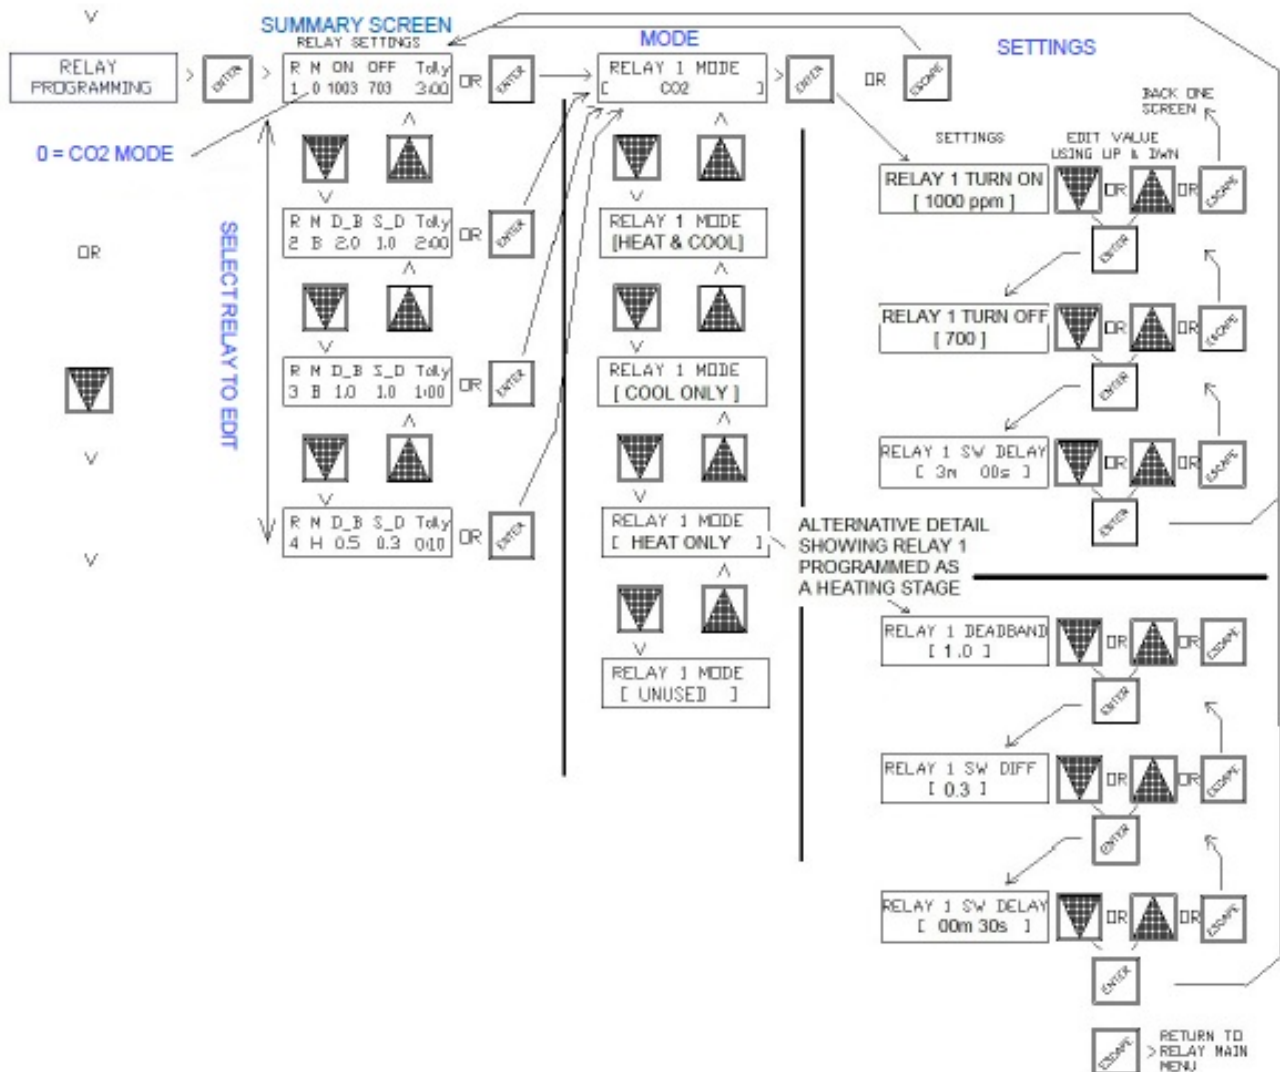 SUMMARY SCREEN
RELAY SETTINGS
MODE
SETTINGS
RELAY
PROGRAMMING
>
ENTER
>
R M ON OFF Tdly
1 0 1003 703 3:00
OR
ENTER
RELAY 1 MODE
[ CO2 ]
>
ENTER
OR
ESCAPE
0 = CO2 MODE
SELECT RELAY TO EDIT
OR
R M D_B S_D Tdly
2 B 2.0 1.0 2:00
OR
ENTER
R M D_B S_D Tdly
3 B 1.0 1.0 1:00
OR
ENTER
R M D_B S_D Tdly
4 H 0.5 0.3 0:10
OR
ENTER
RELAY 1 MODE
[HEAT & COOL]
RELAY 1 MODE
[ COOL ONLY ]
RELAY 1 MODE
[ HEAT ONLY ]
RELAY 1 MODE
[ UNUSED ]
BACK ONE
SCREEN
SETTINGS
EDIT VALUE
USING UP & DWN
RELAY 1 TURN ON
[ 1000 ppm ]
OR
OR
ESCAPE
ENTER
RELAY 1 TURN OFF
[ 700 ]
OR
OR
ESCAPE
ENTER
RELAY 1 SW DELAY
[ 3m 00s ]
OR
OR
ESCAPE
ENTER
ALTERNATIVE DETAIL
SHOWING RELAY 1
PROGRAMMED AS
A HEATING STAGE
RELAY 1 DEADBAND
[ 1.0 ]
OR
OR
ESCAPE
ENTER
RELAY 1 SW DIFF
[ 0.3 ]
OR
OR
ESCAPE
ENTER
RELAY 1 SW DELAY
[ 00m 30s ]
OR
OR
ESCAPE
ENTER
ESCAPE
>
RETURN TO
RELAY MAIN
MENU